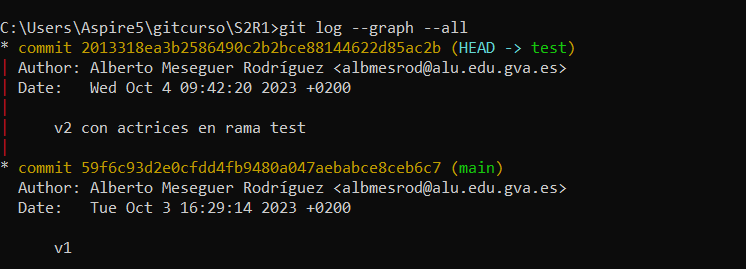 C:\Users\Aspire5\gitcurso\S2R1>git log --graph --all
* commit 2013318ea3b2586490c2b2bce88144622d85ac2b (HEAD -> test)
| Author: Alberto Meseguer Rodríguez <albmesrod@alu.edu.gva.es>
| Date:   Wed Oct 4 09:42:20 2023 +0200
|
|     v2 con actrices en rama test
|
* commit 59f6c93d2e0cfdd4fb9480a047aebabce8ceb6c7 (main)
  Author: Alberto Meseguer Rodríguez <albmesrod@alu.edu.gva.es>
  Date:   Tue Oct 3 16:29:14 2023 +0200
      v1